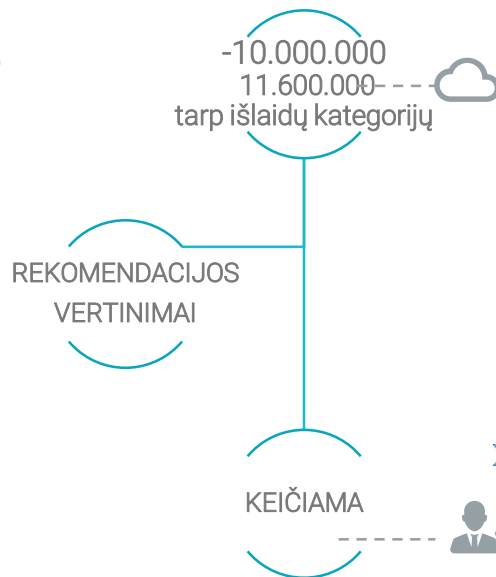 -10.000.000
11.600.000
tarp išlaidų kategorijų
REKOMENDACIJOS
VERTINIMAI
KEIČIAMA